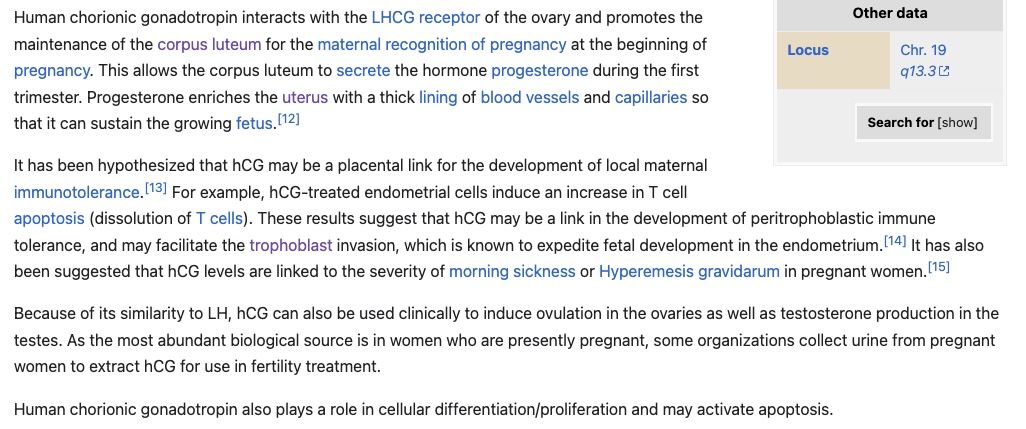 Human chorionic gonadotropin interacts with the LHCG receptor of the ovary and promotes the
maintenance of the corpus luteum for the maternal recognition of pregnancy at the beginning of
pregnancy. This allows the corpus luteum to secrete the hormone progesterone during the first
trimester. Progesterone enriches the uterus with a thick lining of blood vessels and capillaries so
that it can sustain the growing fetus.[12]
Other data
Locus Chr. 19
q13.3
Search for [show]
It has been hypothesized that hCG may be a placental link for the development of local maternal
immunotolerance.[13] For example, hCG-treated endometrial cells induce an increase in T cell
apoptosis (dissolution of T cells). These results suggest that hCG may be a link in the development of peritrophoblastic immune
tolerance, and may facilitate the trophoblast invasion, which is known to expedite fetal development in the endometrium.[14] It has also
been suggested that hCG levels are linked to the severity of morning sickness or Hyperemesis gravidarum in pregnant women.[15]
Because of its similarity to LH, hCG can also be used clinically to induce ovulation in the ovaries as well as testosterone production in the
testes. As the most abundant biological source is in women who are presently pregnant, some organizations collect urine from pregnant
women to extract hCG for use in fertility treatment.
Human chorionic gonadotropin also plays a role in cellular differentiation/proliferation and may activate apoptosis.